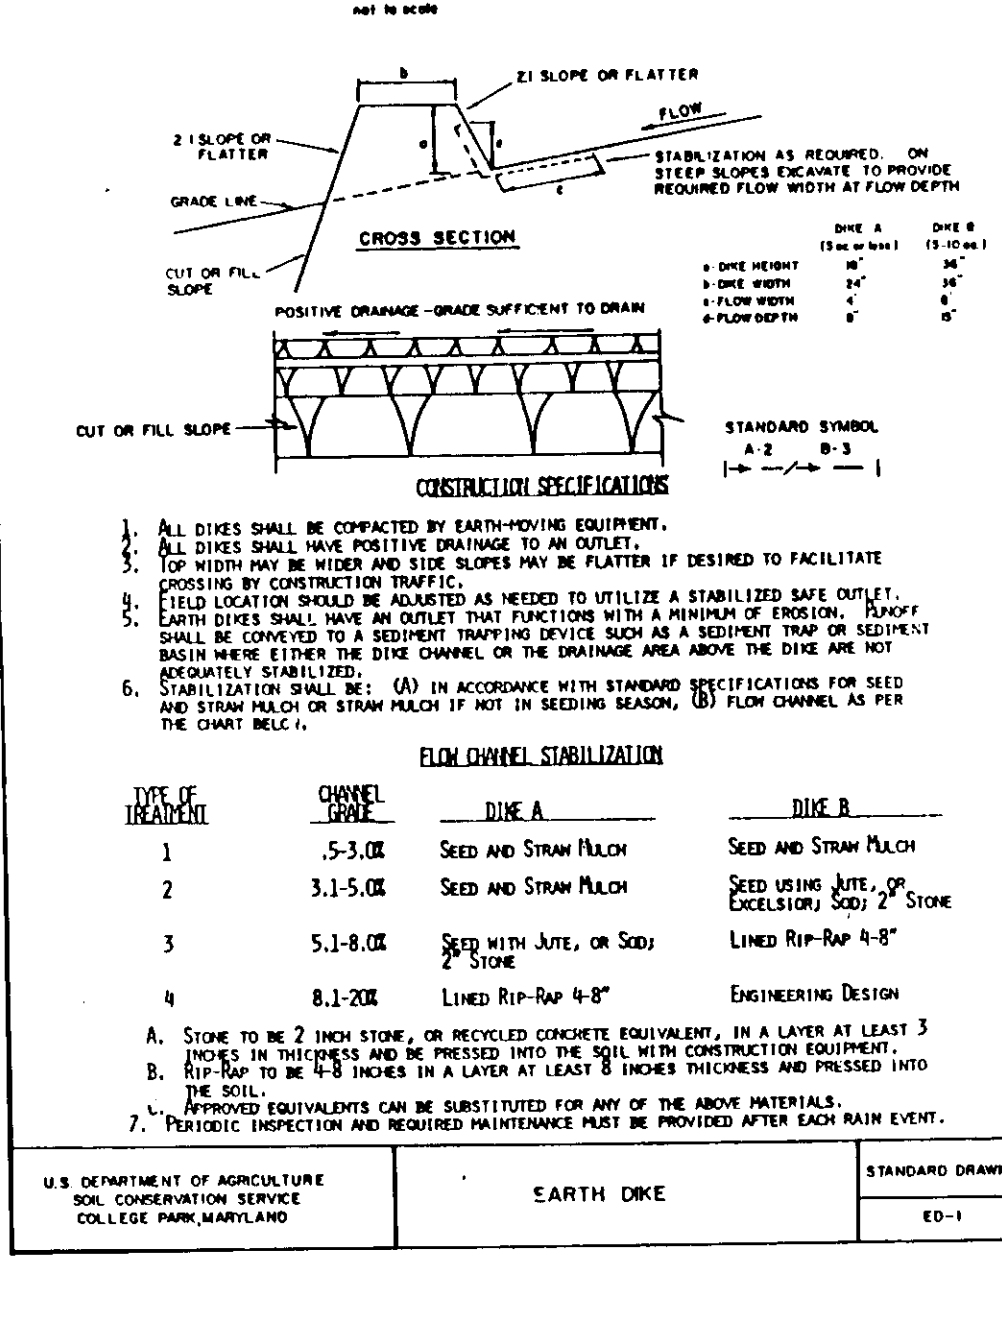 not to scale
b
2:1 SLOPE OR FLATTER
FLOW
2:1 SLOPE OR
FLATTER
a
STABILIZATION AS REQUIRED. ON
STEEP SLOPES EXCAVATE TO PROVIDE
REQUIRED FLOW WIDTH AT FLOW DEPTH
c
GRADE LINE
CROSS SECTION
DIKE A DIKE B
(5 ac. or less) (5-10 ac.)
CUT OR FILL
SLOPE
a-DIKE HEIGHT 18" 36"
b-DIKE WIDTH 24" 36"
c-FLOW WIDTH 4' 6'
d-FLOW DEPTH 8" 15"
POSITIVE DRAINAGE-GRADE SUFFICIENT TO DRAIN
CUT OR FILL SLOPE
STANDARD SYMBOL
A-2 B-3
CONSTRUCTION SPECIFICATIONS
1. ALL DIKES SHALL BE COMPACTED BY EARTH-MOVING EQUIPMENT.
2. ALL DIKES SHALL HAVE POSITIVE DRAINAGE TO AN OUTLET.
3. TOP WIDTH MAY BE WIDER AND SIDE SLOPES MAY BE FLATTER IF DESIRED TO FACILITATE
CROSSING BY CONSTRUCTION TRAFFIC.
4. FIELD LOCATION SHOULD BE ADJUSTED AS NEEDED TO UTILIZE A STABILIZED SAFE OUTLET.
5. EARTH DIKES SHALL HAVE AN OUTLET THAT FUNCTIONS WITH A MINIMUM OF EROSION. RUNOFF
SHALL BE CONVEYED TO A SEDIMENT TRAPPING DEVICE SUCH AS A SEDIMENT TRAP OR SEDIMENT
BASIN WHERE EITHER THE DIKE CHANNEL OR THE DRAINAGE AREA ABOVE THE DIKE ARE NOT
ADEQUATELY STABILIZED.
6. STABILIZATION SHALL BE: (A) IN ACCORDANCE WITH STANDARD SPECIFICATIONS FOR SEED
AND STRAW MULCH OR STRAW MULCH IF NOT IN SEEDING SEASON, (B) FLOW CHANNEL AS PER
THE CHART BELOW.
FLOW CHANNEL STABILIZATION
TYPE OF
TREATMENT
CHANNEL
GRADE
DIKE A
DIKE B
1 .5-3.0% SEED AND STRAW MULCH SEED AND STRAW MULCH
2 3.1-5.0% SEED AND STRAW MULCH SEED USING JUTE, OR
EXCELSIOR; SOD; 2" STONE
3 5.1-8.0% SEED WITH JUTE, OR SOD; LINED RIP-RAP 4-8"
2" STONE
4 8.1-20% LINED RIP-RAP 4-8" ENGINEERING DESIGN
A. STONE TO BE 2 INCH STONE, OR RECYCLED CONCRETE EQUIVALENT, IN A LAYER AT LEAST 3
INCHES IN THICKNESS AND BE PRESSED INTO THE SOIL WITH CONSTRUCTION EQUIPMENT.
B. RIP-RAP TO BE 4-8 INCHES IN A LAYER AT LEAST 8 INCHES THICKNESS AND PRESSED INTO
THE SOIL.
C. APPROVED EQUIVALENTS CAN BE SUBSTITUTED FOR ANY OF THE ABOVE MATERIALS.
7. PERIODIC INSPECTION AND REQUIRED MAINTENANCE MUST BE PROVIDED AFTER EACH RAIN EVENT.
U.S. DEPARTMENT OF AGRICULTURE
SOIL CONSERVATION SERVICE
COLLEGE PARK, MARYLAND
EARTH DIKE
STANDARD DRAW
ED-1